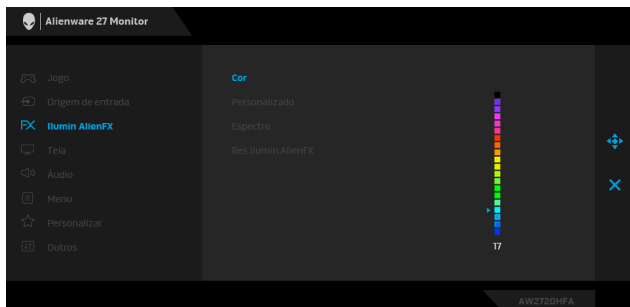 Alienware 27 Monitor
Jogo
Origem de entrada
FX Ilumin AlienFX
Tela
Áudio
Menu
Personalizar
Outros
Cor
Personalizado
Espectro
Res Ilumin AlienFX
17
AW2720HFA